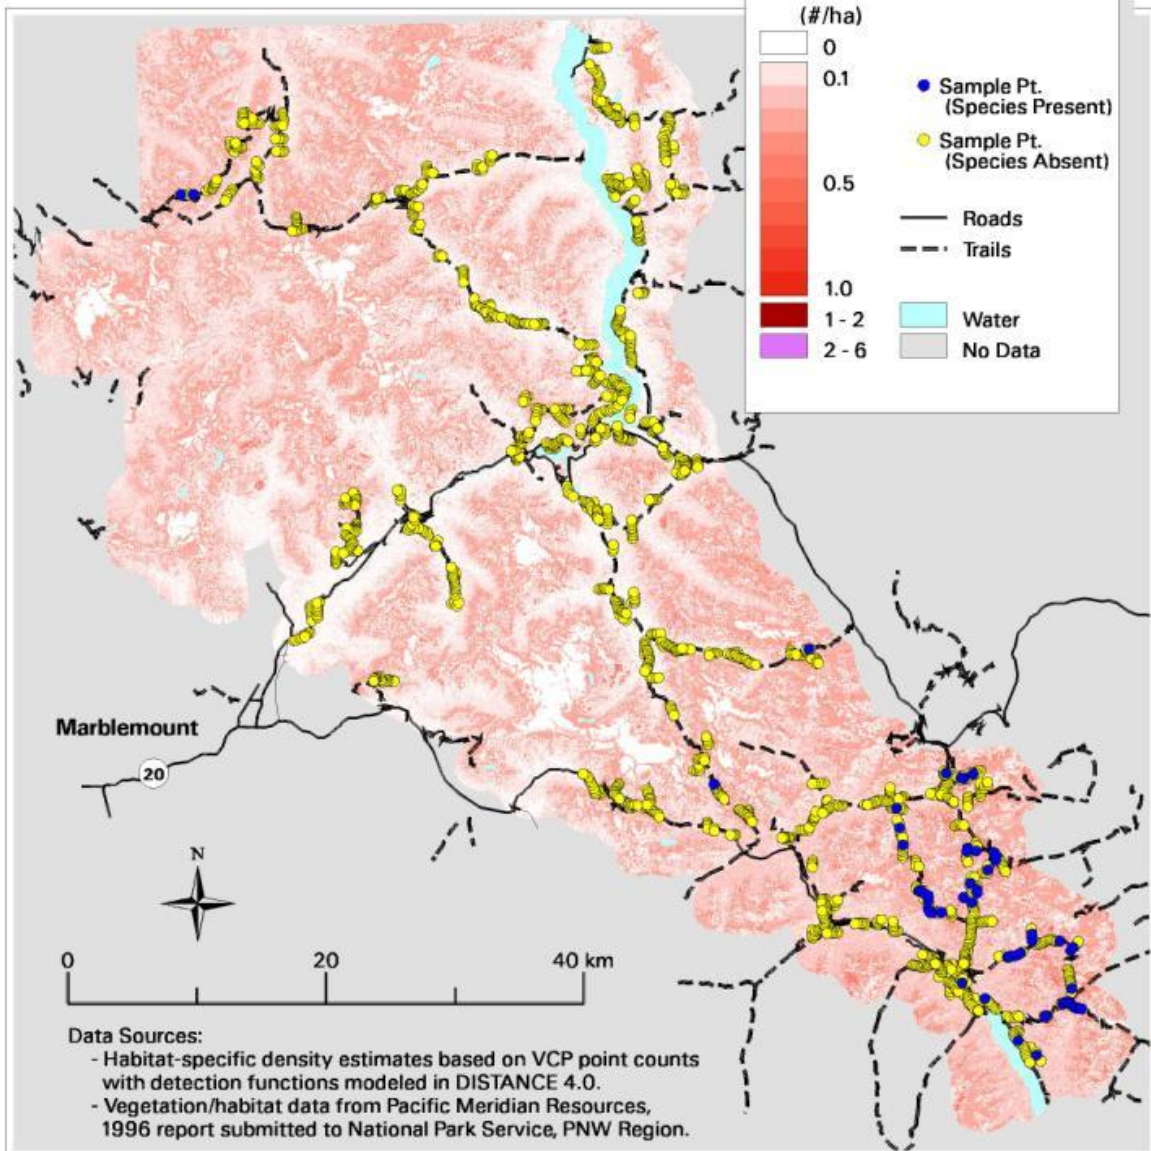 (#/ha)
0
0.1
0.5
1.0
1 - 2
2 - 6
Sample Pt.
(Species Present)
Sample Pt.
(Species Absent)
Roads
Trails
Water
No Data
Marblemount
20
N
0 20 40 km
Data Sources:
- Habitat-specific density estimates based on VCP point counts
with detection functions modeled in DISTANCE 4.0.
- Vegetation/habitat data from Pacific Meridian Resources,
1996 report submitted to National Park Service, PNW Region.